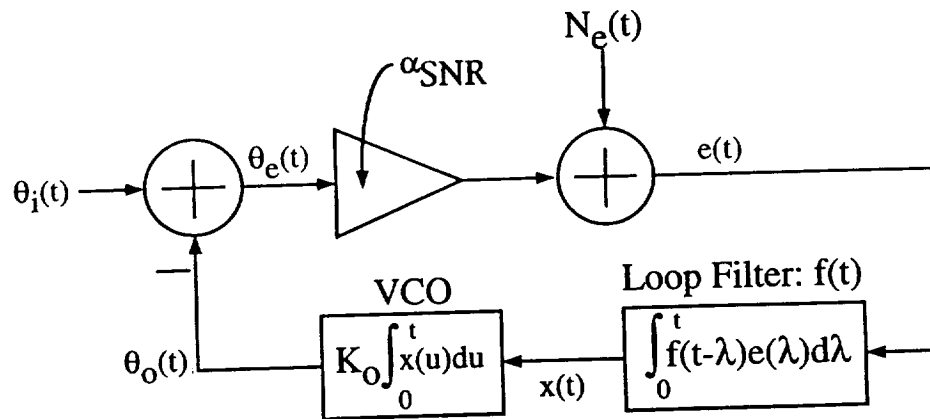 N_e(t)
α_SNR
θ_i(t)
θ_e(t)
e(t)
VCO
Loop Filter: f(t)
K_o∫_0^t x(u)du
∫_0^t f(t-λ)e(λ)dλ
θ_o(t)
x(t)